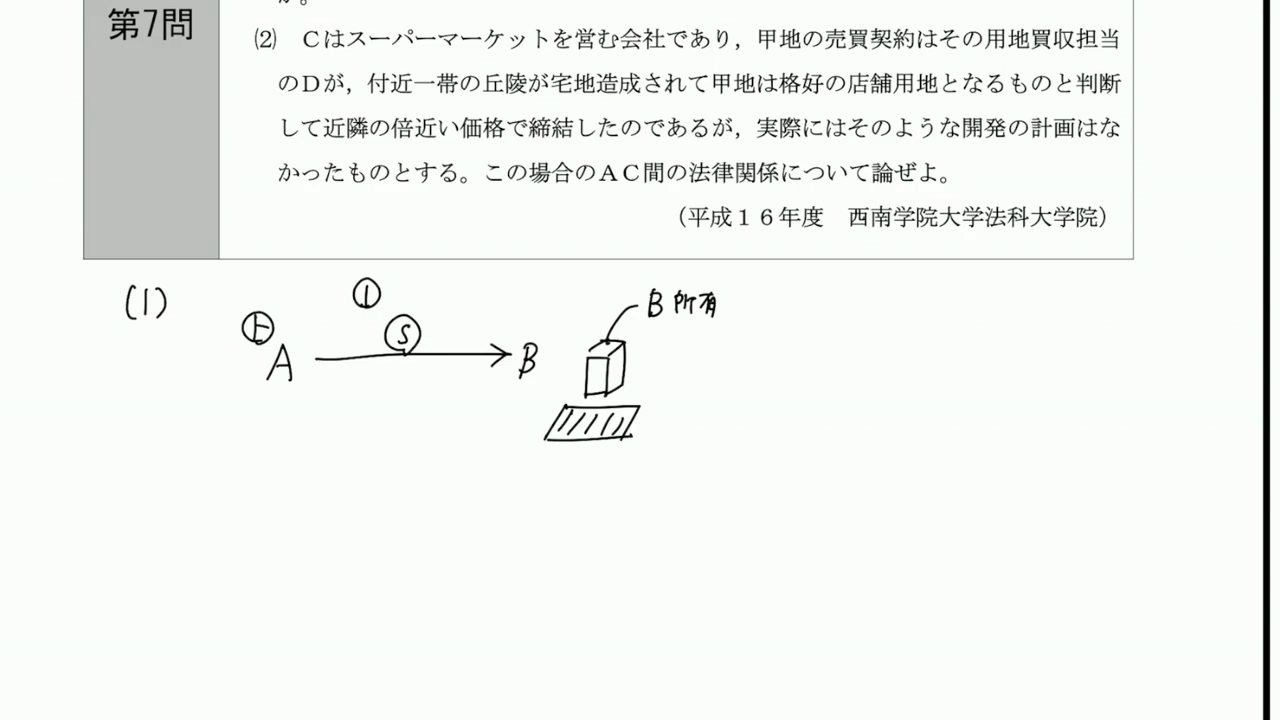 第7問
⑵ Cはスーパーマーケットを営む会社であり，甲地の売買契約はその用地買収担当
のDが，付近一帯の丘陵が宅地造成されて甲地は格好の店舗用地となるものと判断
して近隣の倍近い価格で締結したのであるが，実際にはそのような開発の計画はな
かったものとする。この場合のＡＣ間の法律関係について論ぜよ。
（平成１６年度　西南学院大学法科大学院）
(1)
①
B所有
S
A
B